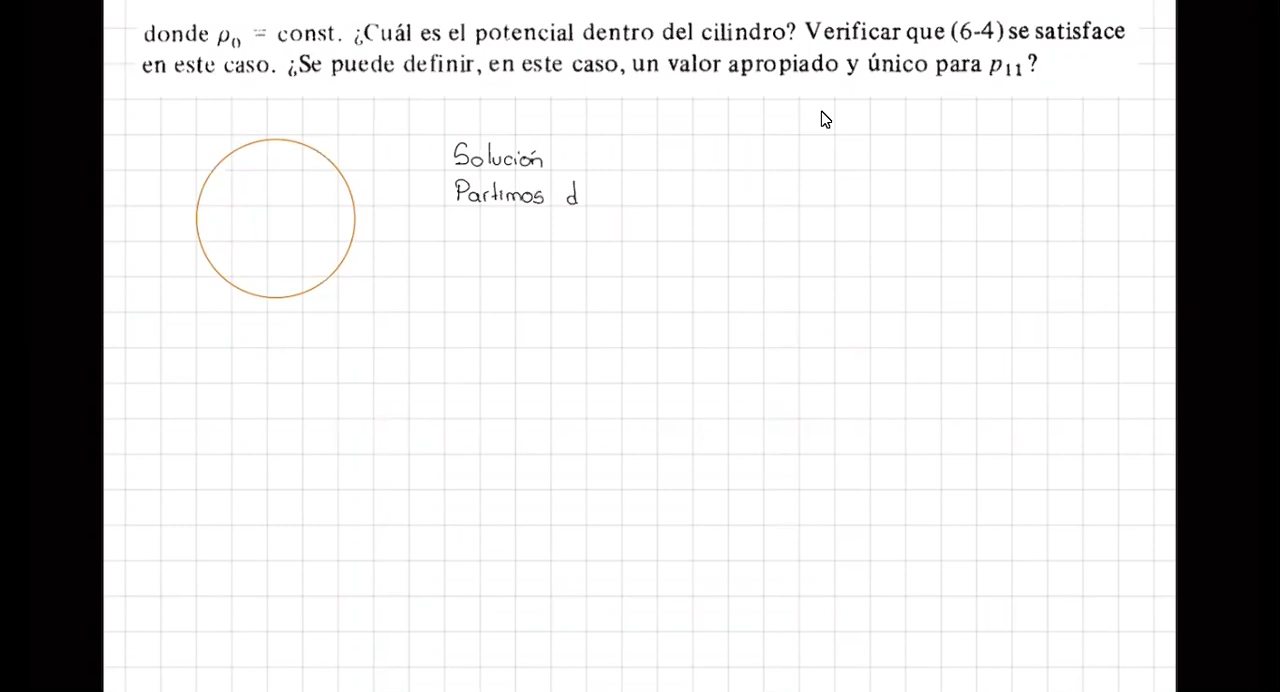 donde ρ₀ = const. ¿Cuál es el potencial dentro del cilindro? Verificar que (6-4) se satisface
en este caso. ¿Se puede definir, en este caso, un valor apropiado y único para p₁₁?
Solución
Partimos d